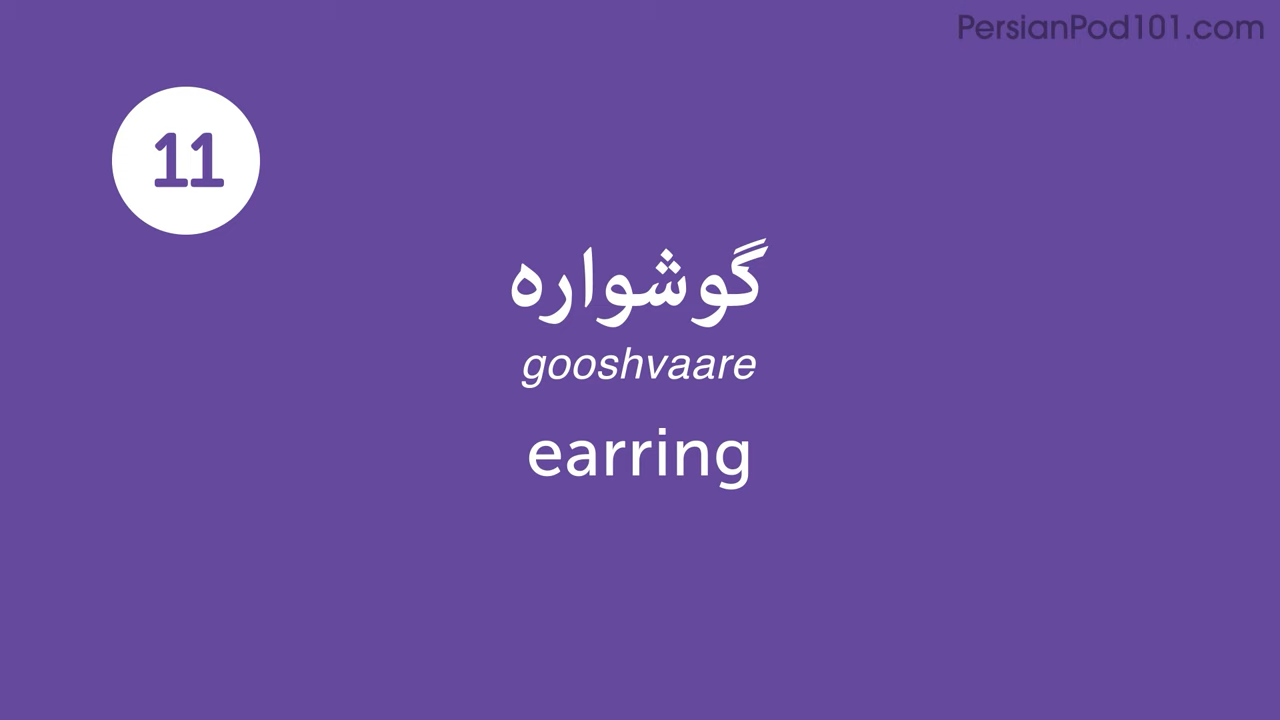 PersianPod101.com
11
گوشواره
gooshvaare
earring